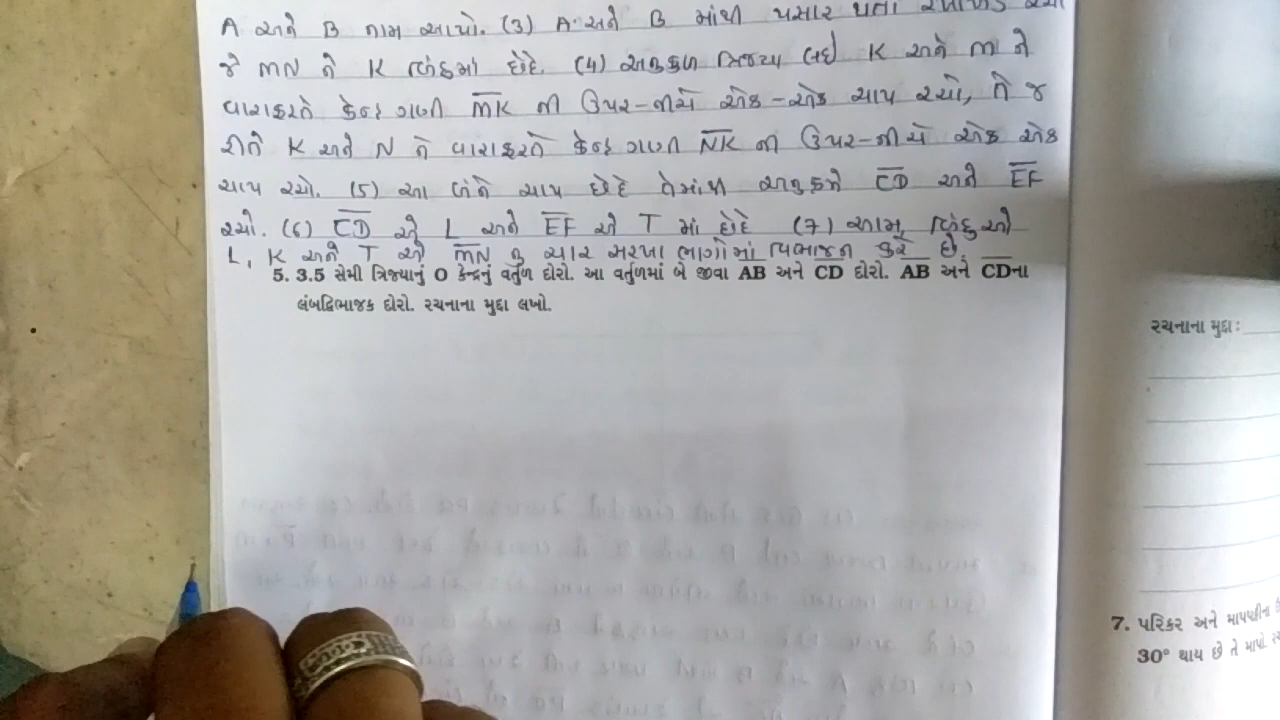 A અને B નામ આપો. (3) A અને B માંથી પસાર થતી રેખાખંડ રચો
જે MN ને K બિંદુમાં છેદે. (4) અનુકૂળ ત્રિજ્યા લઈ K અને M ને
વારાફરતે કેન્દ્ર ગણી MK ની ઉપર-નીચે એક-એક ચાપ રચો, તે જ
રીતે K અને N ને વારાફરતે કેન્દ્ર ગણી NK ની ઉપર-નીચે એક એક
ચાપ રચો. (5) આ બંને ચાપ છેદે તેમાંથી અનુક્રમે CD અને EF
રચો. (6) CD એ L અને EF એ T માં છેદે (7) આમ, બિંદુઓ
L, K અને T એ MN નુ ચાર સરખા ભાગોમાં વિભાજન કરે છે.
5. 3.5 સેમી ત્રિજ્યાનું O કેન્દ્રનું વર્તુળ દોરો. આ વર્તુળમાં બે જીવા AB અને CD દોરો. AB અને CDના
લંબદ્વિભાજક દોરો. રચનાના મુદ્દા લખો.
રચનાના મુદ્દા :
7. પરિકર અને માપપટ્ટીના
30° થાય છે તે માપો.